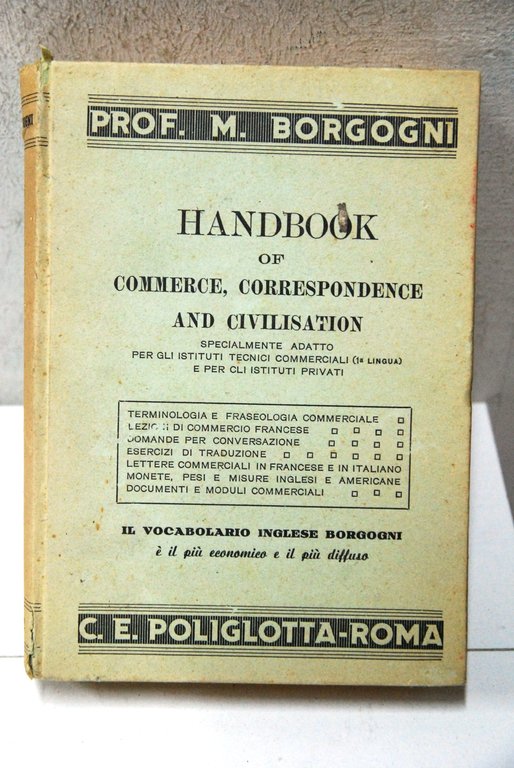 PROF. M. BORGOGNI
HANDBOOK
OF
COMMERCE, CORRESPONDENCE
AND CIVILISATION
SPECIALMENTE ADATTO
PER GLI ISTITUTI TECNICI COMMERCIALI (1ª LINGUA)
E PER GLI ISTITUTI PRIVATI
TERMINOLOGIA E FRASEOLOGIA COMMERCIALE
LEZIONI DI COMMERCIO FRANCESE
DOMANDE PER CONVERSAZIONE
ESERCIZI DI TRADUZIONE
LETTERE COMMERCIALI IN FRANCESE E IN ITALIANO
MONETE, PESI E MISURE INGLESI E AMERICANE
DOCUMENTI E MODULI COMMERCIALI
IL VOCABOLARIO INGLESE BORGOGNI
è il più economico e il più diffuso
C. E. POLIGLOTTA-ROMA